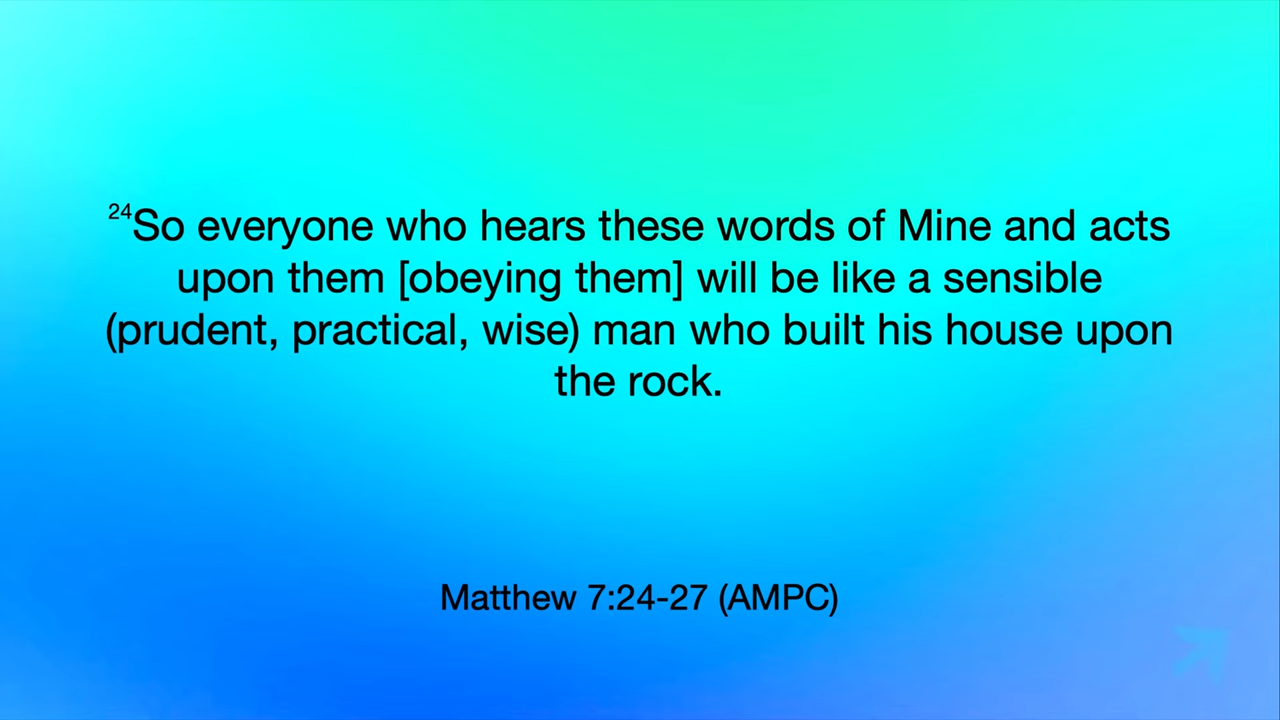 24So everyone who hears these words of Mine and acts
upon them [obeying them] will be like a sensible
(prudent, practical, wise) man who built his house upon
the rock.
Matthew 7:24-27 (AMPC)